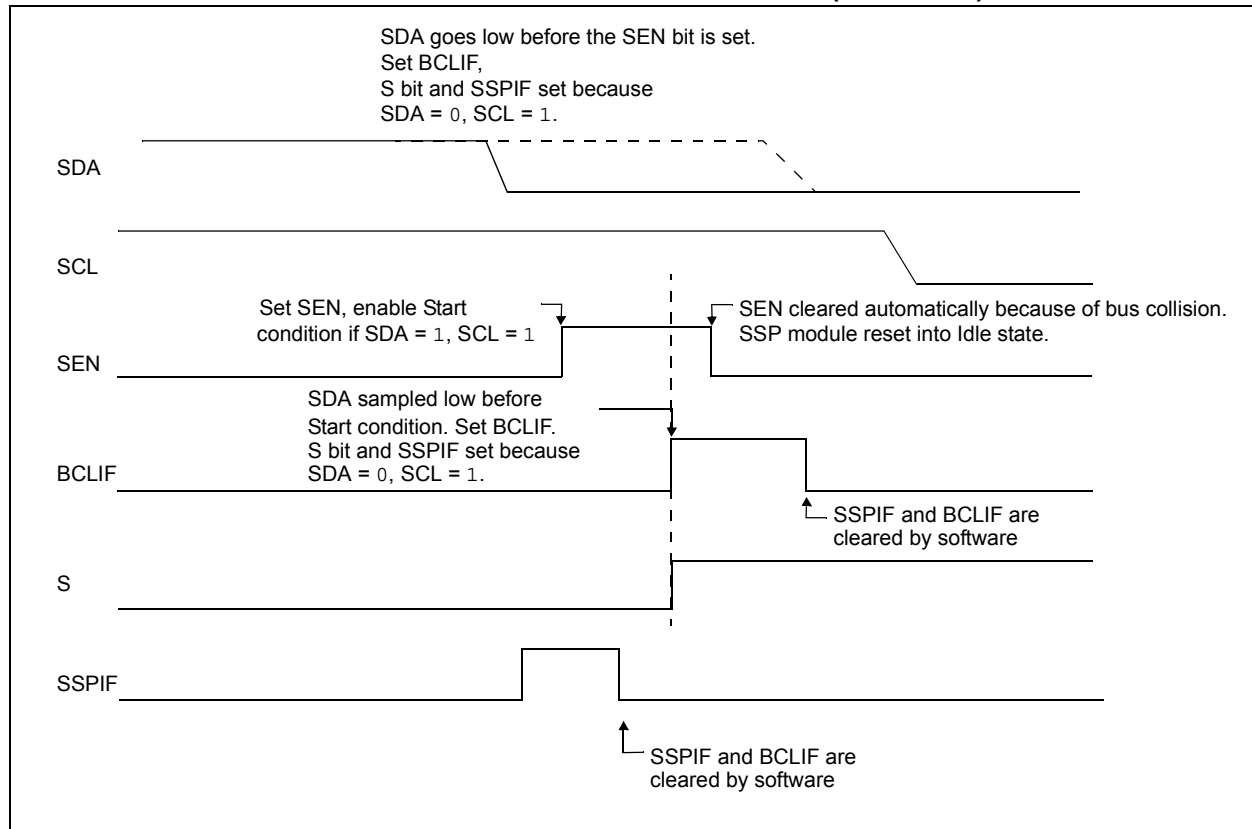 SDA goes low before the SEN bit is set.
Set BCLIF,
S bit and SSPIF set because
SDA = 0, SCL = 1.
SDA
SCL
Set SEN, enable Start
condition if SDA = 1, SCL = 1
SEN cleared automatically because of bus collision.
SSP module reset into Idle state.
SEN
SDA sampled low before
Start condition. Set BCLIF.
S bit and SSPIF set because
SDA = 0, SCL = 1.
BCLIF
SSPIF and BCLIF are
cleared by software
S
SSPIF
SSPIF and BCLIF are
cleared by software